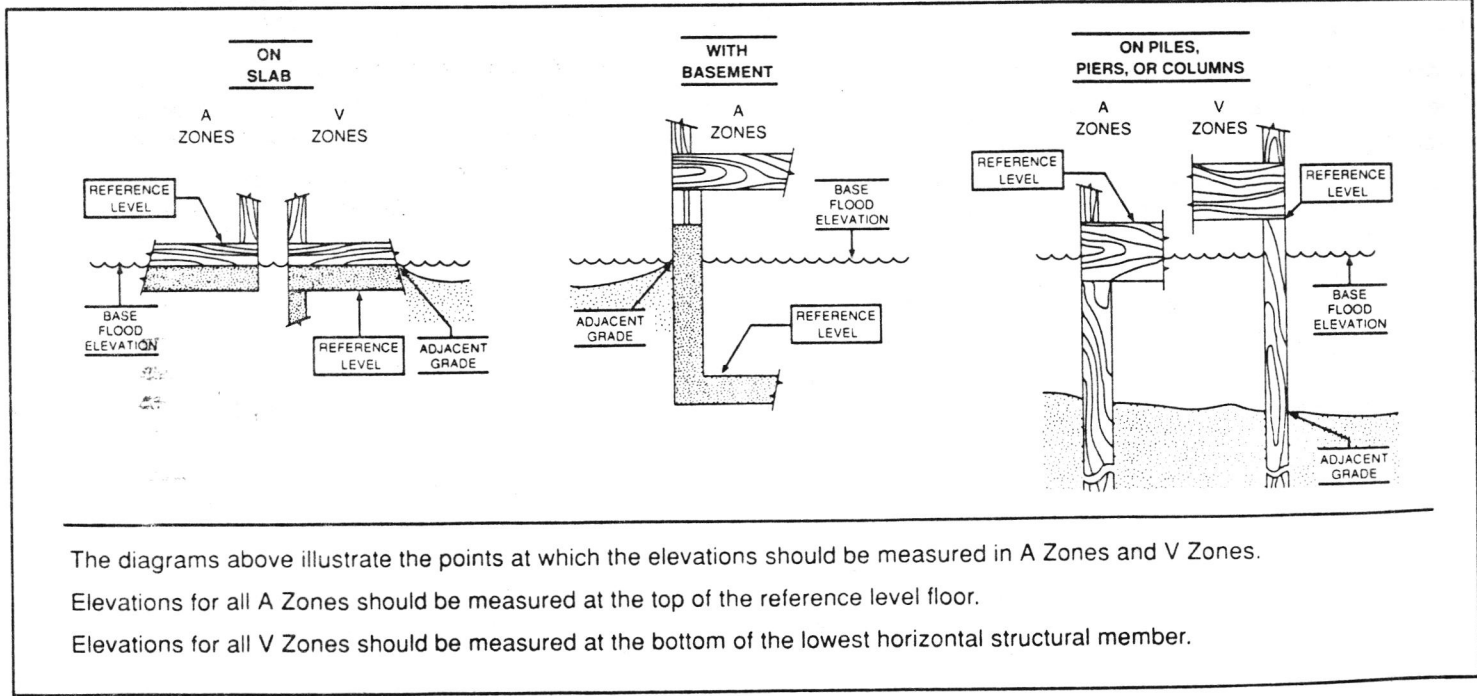 ON
SLAB
A
ZONES
V
ZONES
REFERENCE
LEVEL
BASE
FLOOD
ELEVATION
REFERENCE
LEVEL
ADJACENT
GRADE
WITH
BASEMENT
A
ZONES
BASE
FLOOD
ELEVATION
ADJACENT
GRADE
REFERENCE
LEVEL
ON PILES,
PIERS, OR COLUMNS
A
ZONES
V
ZONES
REFERENCE
LEVEL
REFERENCE
LEVEL
BASE
FLOOD
ELEVATION
ADJACENT
GRADE
The diagrams above illustrate the points at which the elevations should be measured in A Zones and V Zones.
Elevations for all A Zones should be measured at the top of the reference level floor.
Elevations for all V Zones should be measured at the bottom of the lowest horizontal structural member.